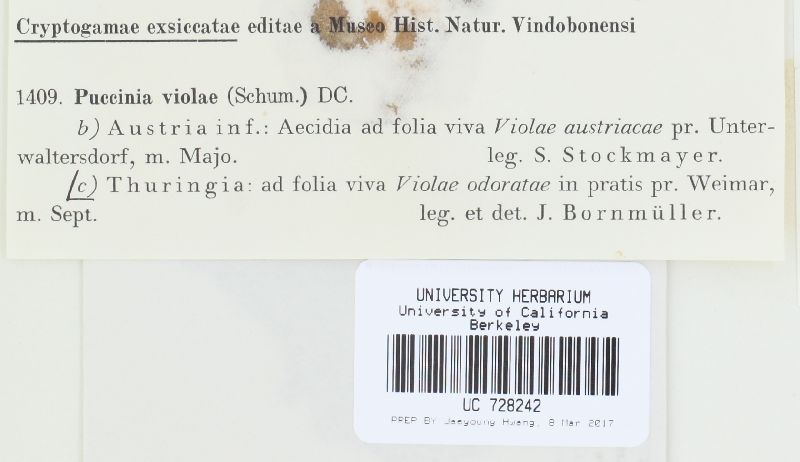 Cryptogamae exsiccatae editae a Museo Hist. Natur. Vindobonensi
1409. Puccinia violae (Schum.) DC.
b) Austria inf.: Aecidia ad folia viva Violae austriacae pr. Unter-
waltersdorf, m. Majo. leg. S. Stockmayer.
(c) Thuringia: ad folia viva Violae odoratae in pratis pr. Weimar,
m. Sept. leg. et det. J. Bornmüller.
UNIVERSITY HERBARIUM
University of California
Berkeley
UC 728242
PREP BY Jaeyoung Hwang, 8 Mar 2017